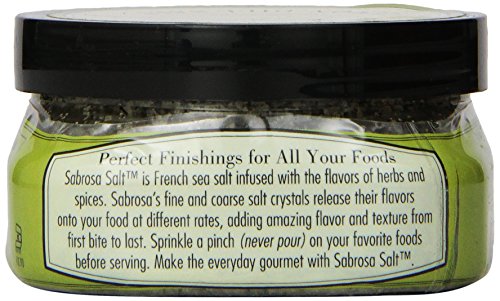 Perfect Finishings for All Your Foods
Sabrosa Salt™ is French sea salt infused with the flavors of herbs and
spices. Sabrosa's fine and coarse salt crystals release their flavors
onto your food at different rates, adding amazing flavor and texture from
first bite to last. Sprinkle a pinch (never pour) on your favorite foods
before serving. Make the everyday gourmet with Sabrosa Salt™.